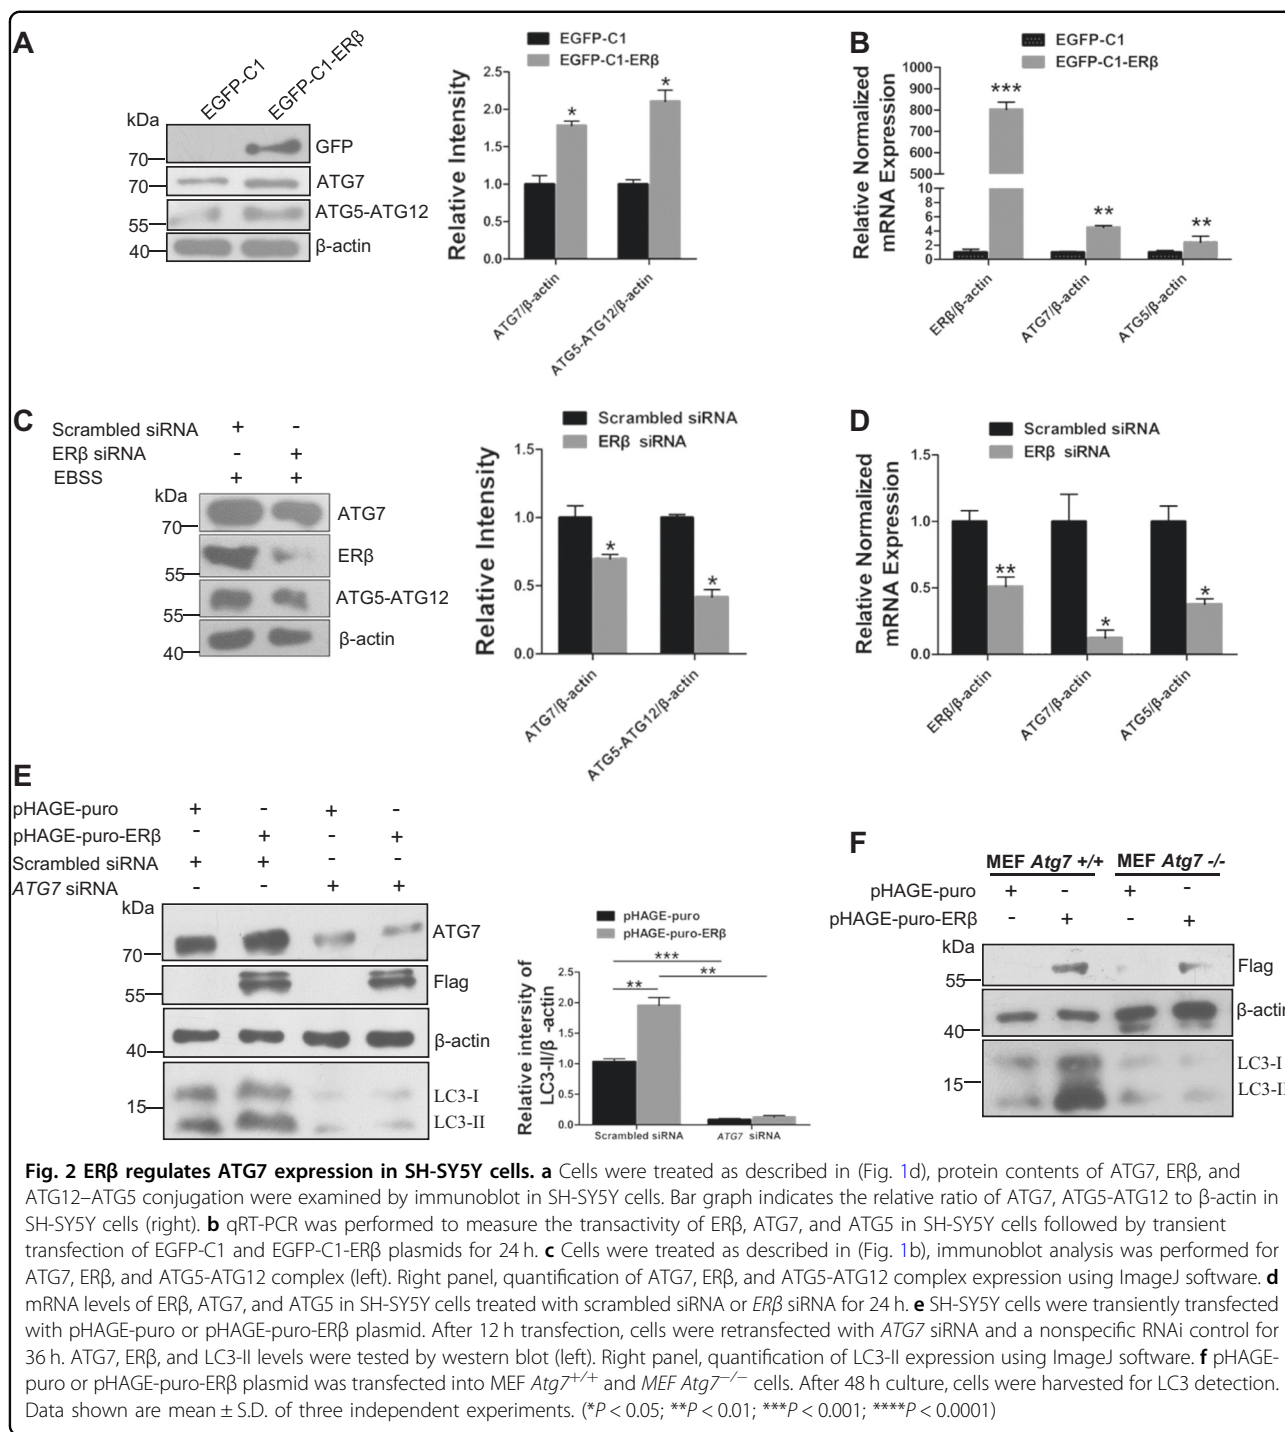 A
EGFP-C1
EGFP-C1-ERβ
kDa
70
GFP
70
ATG7
55
ATG5-ATG12
40
β-actin
EGFP-C1
EGFP-C1-ERβ
Relative Intensity
2.5
2.0
1.5
1.0
0.5
0.0
*
*
ATG7/β-actin
ATG5-ATG12/β-actin
B
EGFP-C1
EGFP-C1-ERβ
Relative Normalized
mRNA Expression
1000
900
800
700
600
500
10
8
6
4
2
0
***
**
**
ERβ/β-actin
ATG7/β-actin
ATG5/β-actin
C
Scrambled siRNA + -
ERβ siRNA - +
EBSS + +
kDa
70
ATG7
ERβ
55
ATG5-ATG12
55
β-actin
40
Scrambled siRNA
ERβ siRNA
Relative Intensity
1.5
1.0
0.5
0.0
*
*
ATG7/β-actin
ATG5-ATG12/β-actin
D
Scrambled siRNA
ERβ siRNA
Relative Normalized
mRNA Expression
1.5
1.0
0.5
0.0
**
*
*
ERβ/β-actin
ATG7/β-actin
ATG5/β-actin
E
pHAGE-puro + - + -
pHAGE-puro-ERβ - + - +
Scrambled siRNA + + - -
ATG7 siRNA - - + +
kDa
70
ATG7
55
Flag
40
β-actin
LC3-I
15
LC3-II
pHAGE-puro
pHAGE-puro-ERβ
Relative intensity of
LC3-II/β -actin
2.5
2.0
1.5
1.0
0.5
0.0
***
**
**
Scrambled siRNA
ATG7 siRNA
F
MEF Atg7 +/+ MEF Atg7 -/-
pHAGE-puro + - + -
pHAGE-puro-ERβ - + - +
kDa
55
Flag
β-actin
40
LC3-I
15
LC3-II
Fig. 2 ERβ regulates ATG7 expression in SH-SY5Y cells. a Cells were treated as described in (Fig. 1d), protein contents of ATG7, ERβ, and
ATG12–ATG5 conjugation were examined by immunoblot in SH-SY5Y cells. Bar graph indicates the relative ratio of ATG7, ATG5-ATG12 to β-actin in
SH-SY5Y cells (right). b qRT-PCR was performed to measure the transactivity of ERβ, ATG7, and ATG5 in SH-SY5Y cells followed by transient
transfection of EGFP-C1 and EGFP-C1-ERβ plasmids for 24 h. c Cells were treated as described in (Fig. 1b), immunoblot analysis was performed for
ATG7, ERβ, and ATG5-ATG12 complex (left). Right panel, quantification of ATG7, ERβ, and ATG5-ATG12 complex expression using ImageJ software. d
mRNA levels of ERβ, ATG7, and ATG5 in SH-SY5Y cells treated with scrambled siRNA or ERβ siRNA for 24 h. e SH-SY5Y cells were transiently transfected
with pHAGE-puro or pHAGE-puro-ERβ plasmid. After 12 h transfection, cells were retransfected with ATG7 siRNA and a nonspecific RNAi control for
36 h. ATG7, ERβ, and LC3-II levels were tested by western blot (left). Right panel, quantification of LC3-II expression using ImageJ software. f pHAGE-
puro or pHAGE-puro-ERβ plasmid was transfected into MEF Atg7+/+ and MEF Atg7−/− cells. After 48 h culture, cells were harvested for LC3 detection.
Data shown are mean ± S.D. of three independent experiments. (*P < 0.05; **P < 0.01; ***P < 0.001; ****P < 0.0001)